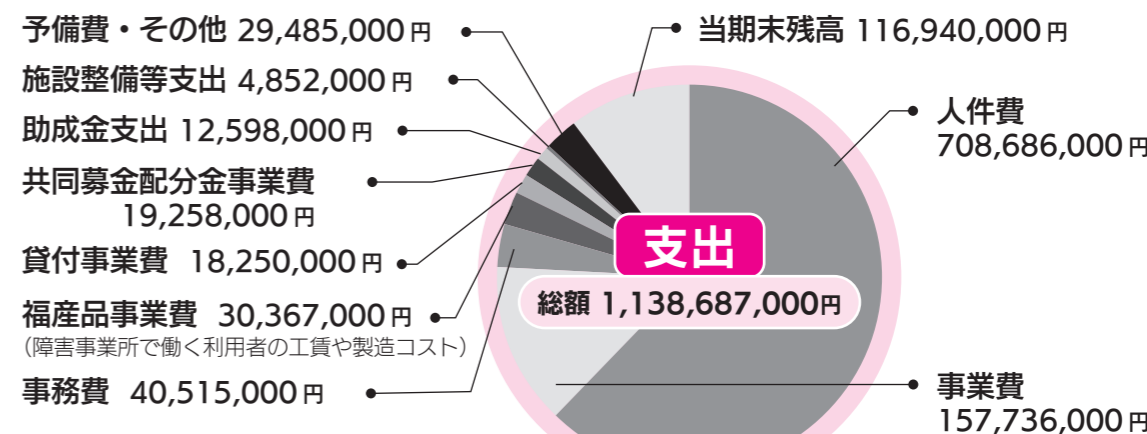 予備費・その他 29,485,000円
施設整備等支出 4,852,000円
助成金支出 12,598,000円
共同募金配分金事業費
19,258,000円
貸付事業費 18,250,000円
福産品事業費 30,367,000円
(障害事業所で働く利用者の工賃や製造コスト)
事務費 40,515,000円
当期末残高 116,940,000円
人件費
708,686,000円
支出
総額 1,138,687,000円
事業費
157,736,000円